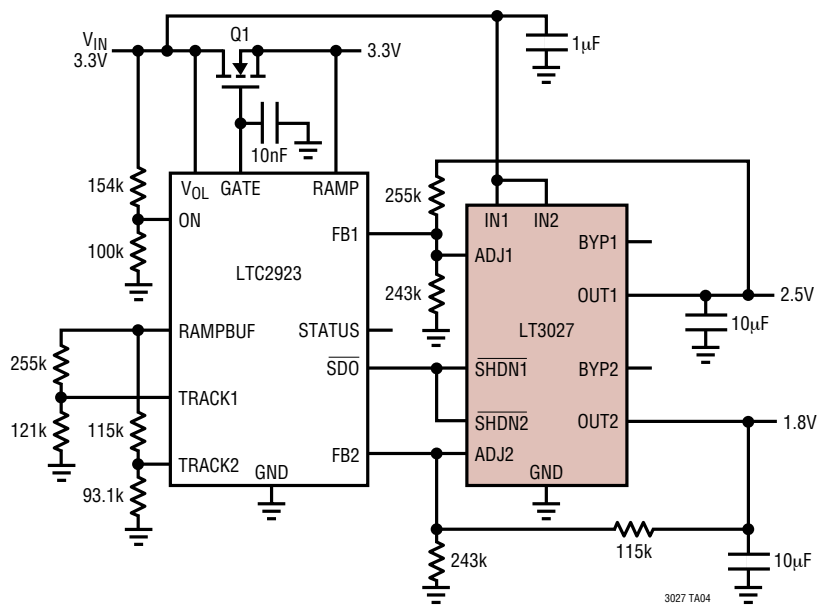 Q1
VIN
3.3V
3.3V
1µF
10nF
154k
VOL
GATE
RAMP
255k
IN1
IN2
ON
FB1
ADJ1
BYP1
100k
LTC2923
243k
OUT1
2.5V
RAMPBUF
STATUS
LT3027
10µF
255k
SDO
SHDN1
BYP2
TRACK1
121k
115k
SHDN2
OUT2
1.8V
TRACK2
GND
FB2
ADJ2
GND
93.1k
243k
115k
10µF
3027 TA04